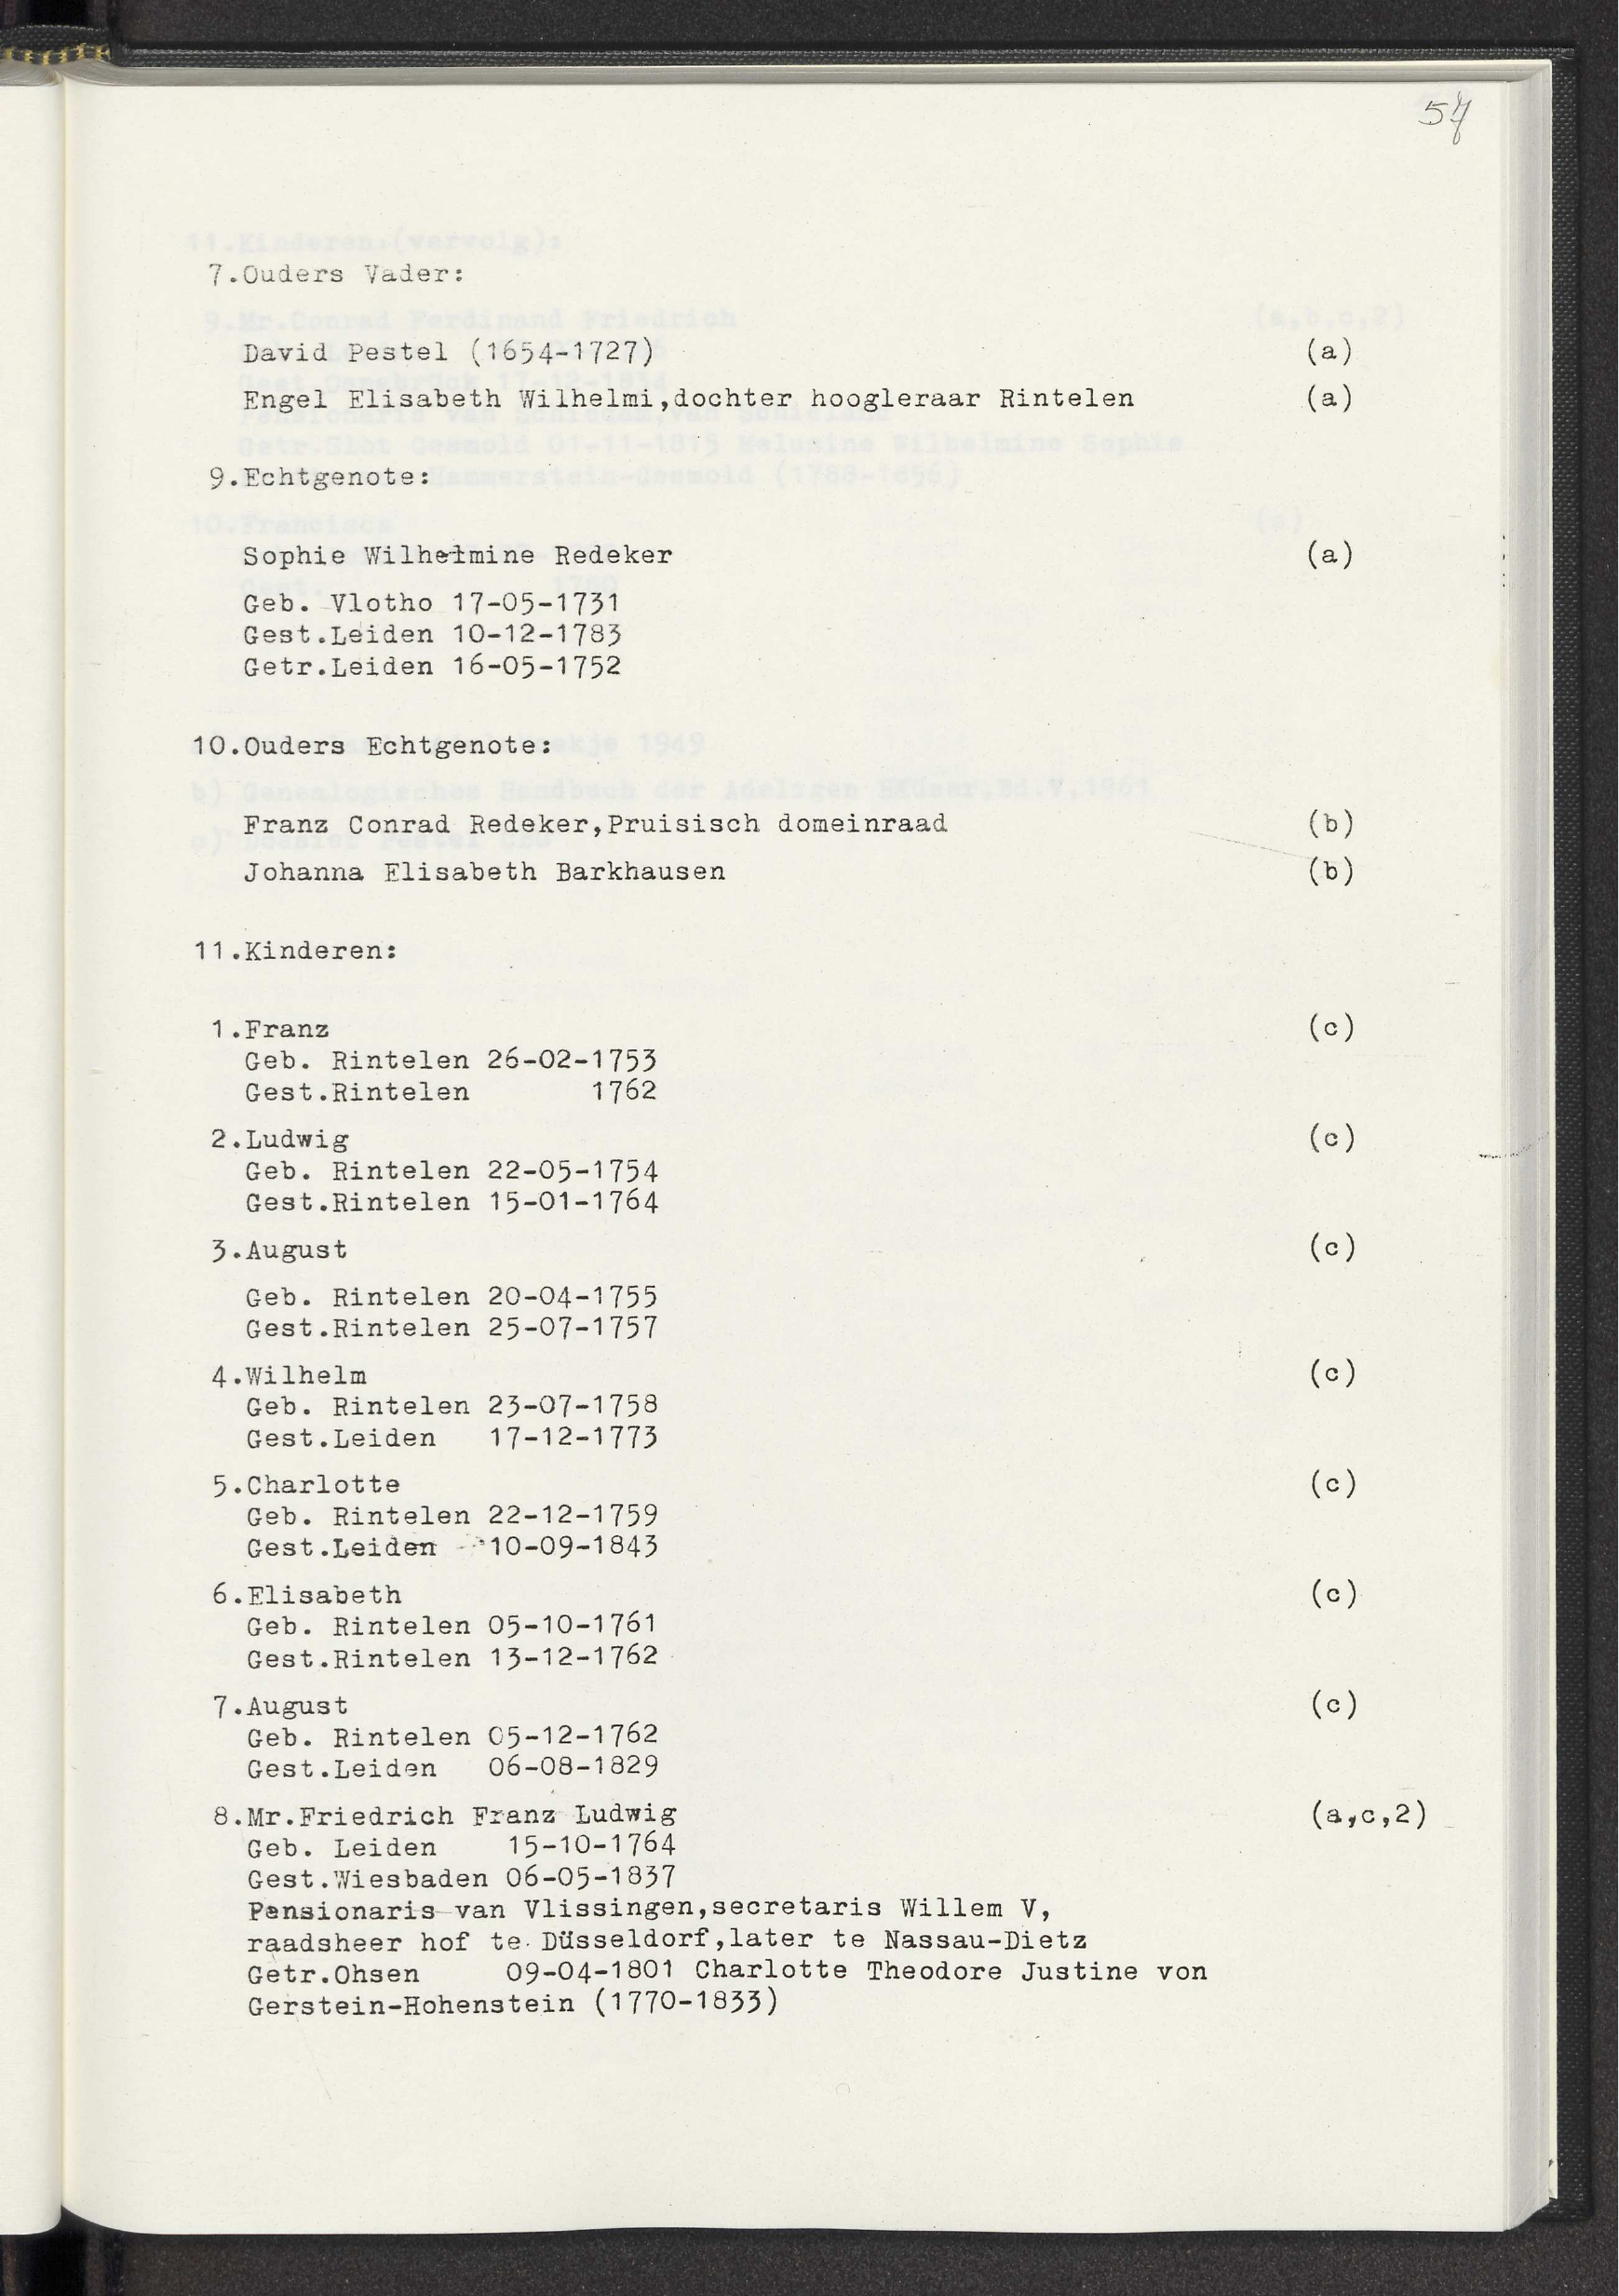 57
7.Ouders Vader:
David Pestel (1654-1727) (a)
Engel Elisabeth Wilhelmi,dochter hoogleraar Rintelen (a)
9.Echtgenote:
Sophie Wilhelmine Redeker (a)
Geb. Vlotho 17-05-1731
Gest.Leiden 10-12-1783
Getr.Leiden 16-05-1752
10.Ouders Echtgenote:
Franz Conrad Redeker,Pruisisch domeinraad (b)
Johanna Elisabeth Barkhausen (b)
11.Kinderen:
1.Franz (c)
Geb. Rintelen 26-02-1753
Gest.Rintelen 1762
2.Ludwig (c)
Geb. Rintelen 22-05-1754
Gest.Rintelen 15-01-1764
3.August (c)
Geb. Rintelen 20-04-1755
Gest.Rintelen 25-07-1757
4.Wilhelm (c)
Geb. Rintelen 23-07-1758
Gest.Leiden 17-12-1773
5.Charlotte (c)
Geb. Rintelen 22-12-1759
Gest.Leiden 10-09-1843
6.Elisabeth (c)
Geb. Rintelen 05-10-1761
Gest.Rintelen 13-12-1762
7.August (c)
Geb. Rintelen 05-12-1762
Gest.Leiden 06-08-1829
8.Mr.Friedrich Franz Ludwig (a,c,2)
Geb. Leiden 15-10-1764
Gest.Wiesbaden 06-05-1837
Pensionaris van Vlissingen,secretaris Willem V,
raadsheer hof te Düsseldorf,later te Nassau-Dietz
Getr.Ohsen 09-04-1801 Charlotte Theodore Justine von
Gerstein-Hohenstein (1770-1833)